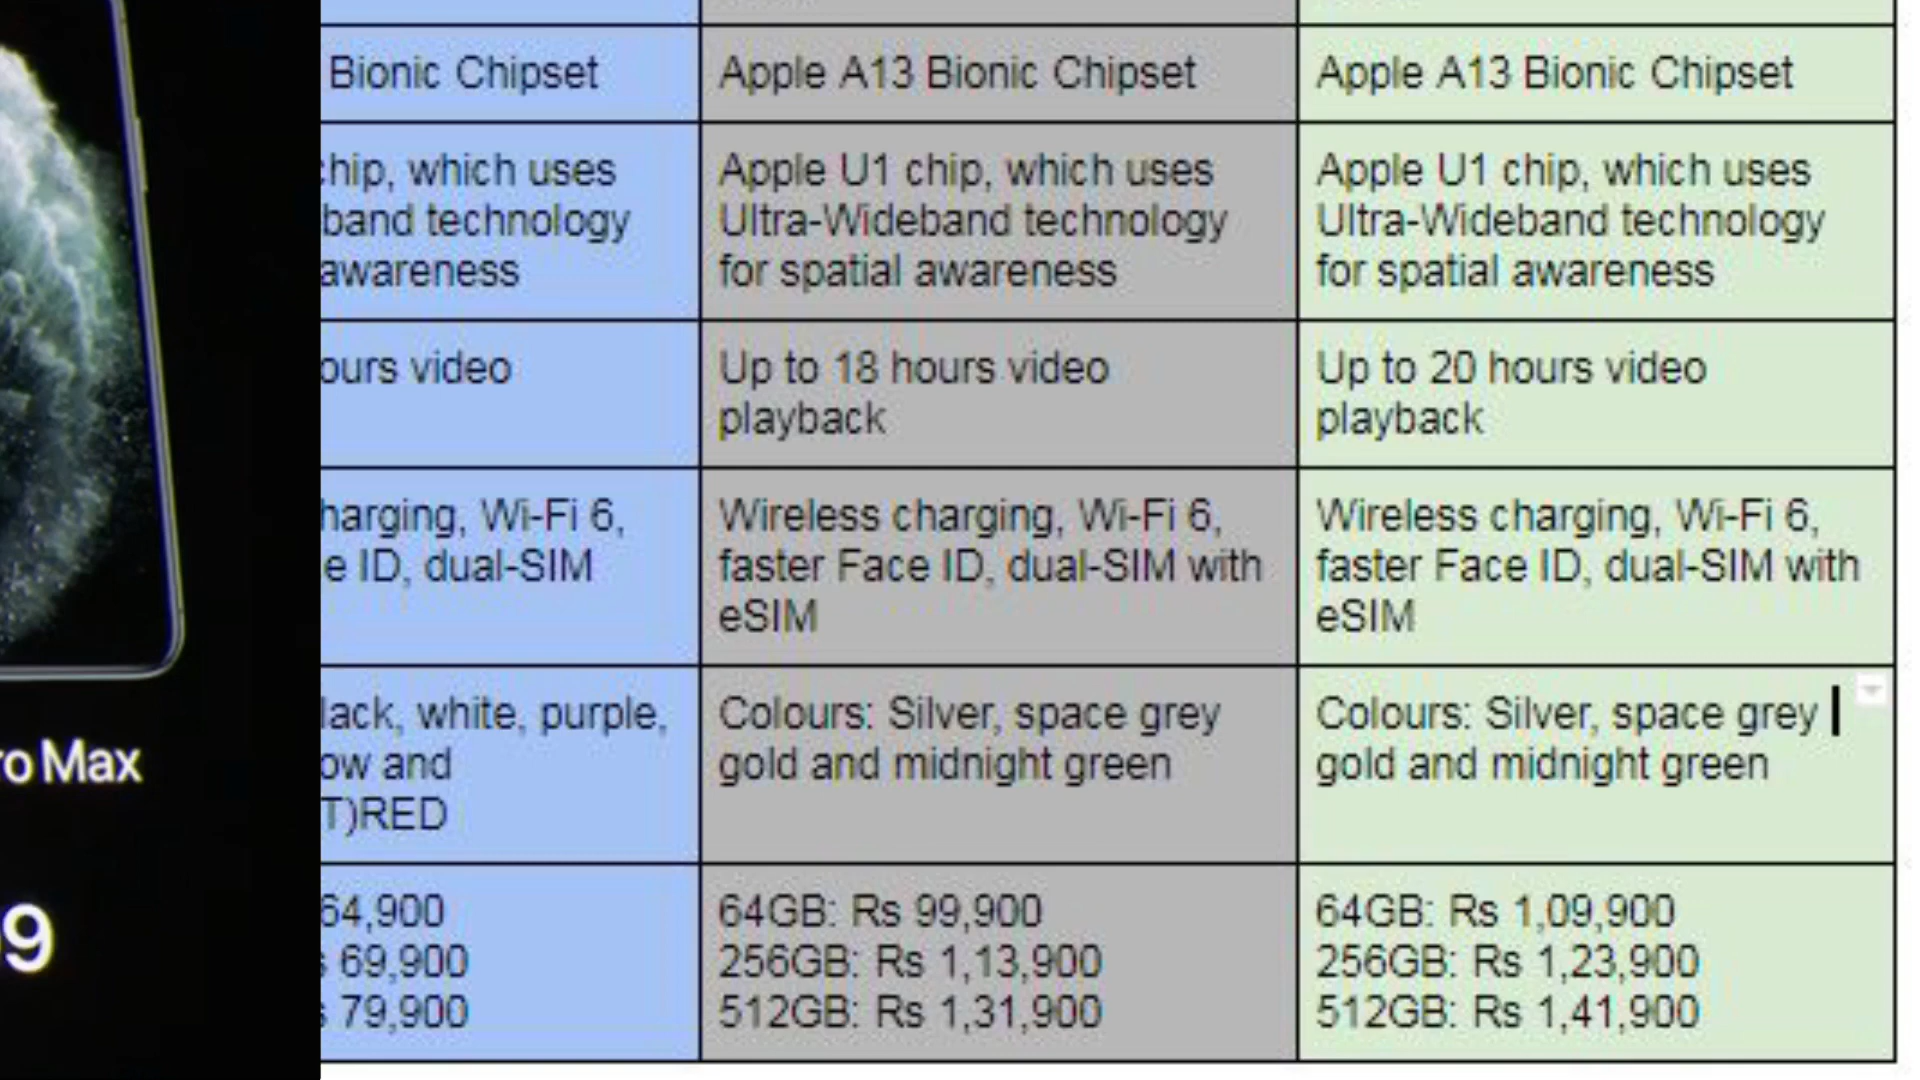 Bionic Chipset
Apple A13 Bionic Chipset
Apple A13 Bionic Chipset
chip, which uses
band technology
awareness
Apple U1 chip, which uses
Ultra-Wideband technology
for spatial awareness
Apple U1 chip, which uses
Ultra-Wideband technology
for spatial awareness
ours video
Up to 18 hours video
playback
Up to 20 hours video
playback
harging, Wi-Fi 6,
e ID, dual-SIM
Wireless charging, Wi-Fi 6,
faster Face ID, dual-SIM with
eSIM
Wireless charging, Wi-Fi 6,
faster Face ID, dual-SIM with
eSIM
lack, white, purple,
ow and
T)RED
Colours: Silver, space grey
gold and midnight green
Colours: Silver, space grey
gold and midnight green
64,900
69,900
79,900
64GB: Rs 99,900
256GB: Rs 1,13,900
512GB: Rs 1,31,900
64GB: Rs 1,09,900
256GB: Rs 1,23,900
512GB: Rs 1,41,900
ro Max
9